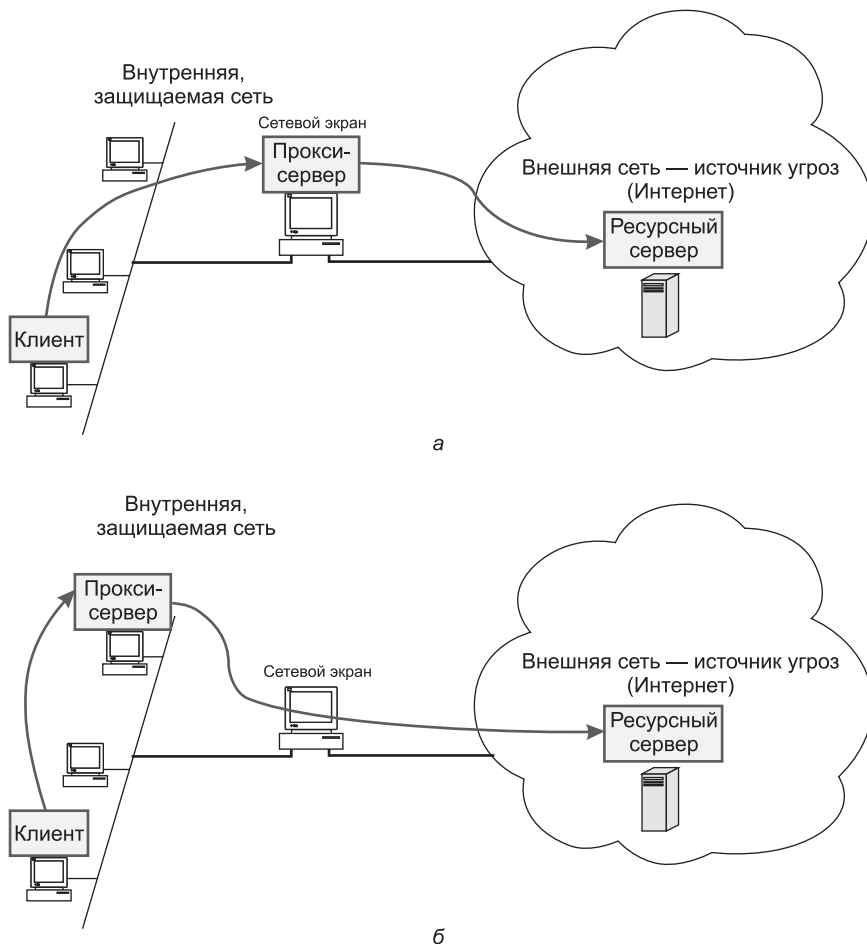 Внутренняя,
защищаемая сеть
Сетевой экран
Прокси-
сервер
Внешняя сеть — источник угроз
(Интернет)
Ресурсный
сервер
Клиент
а
Внутренняя,
защищаемая сеть
Прокси-
сервер
Сетевой экран
Внешняя сеть — источник угроз
(Интернет)
Ресурсный
сервер
Клиент
б